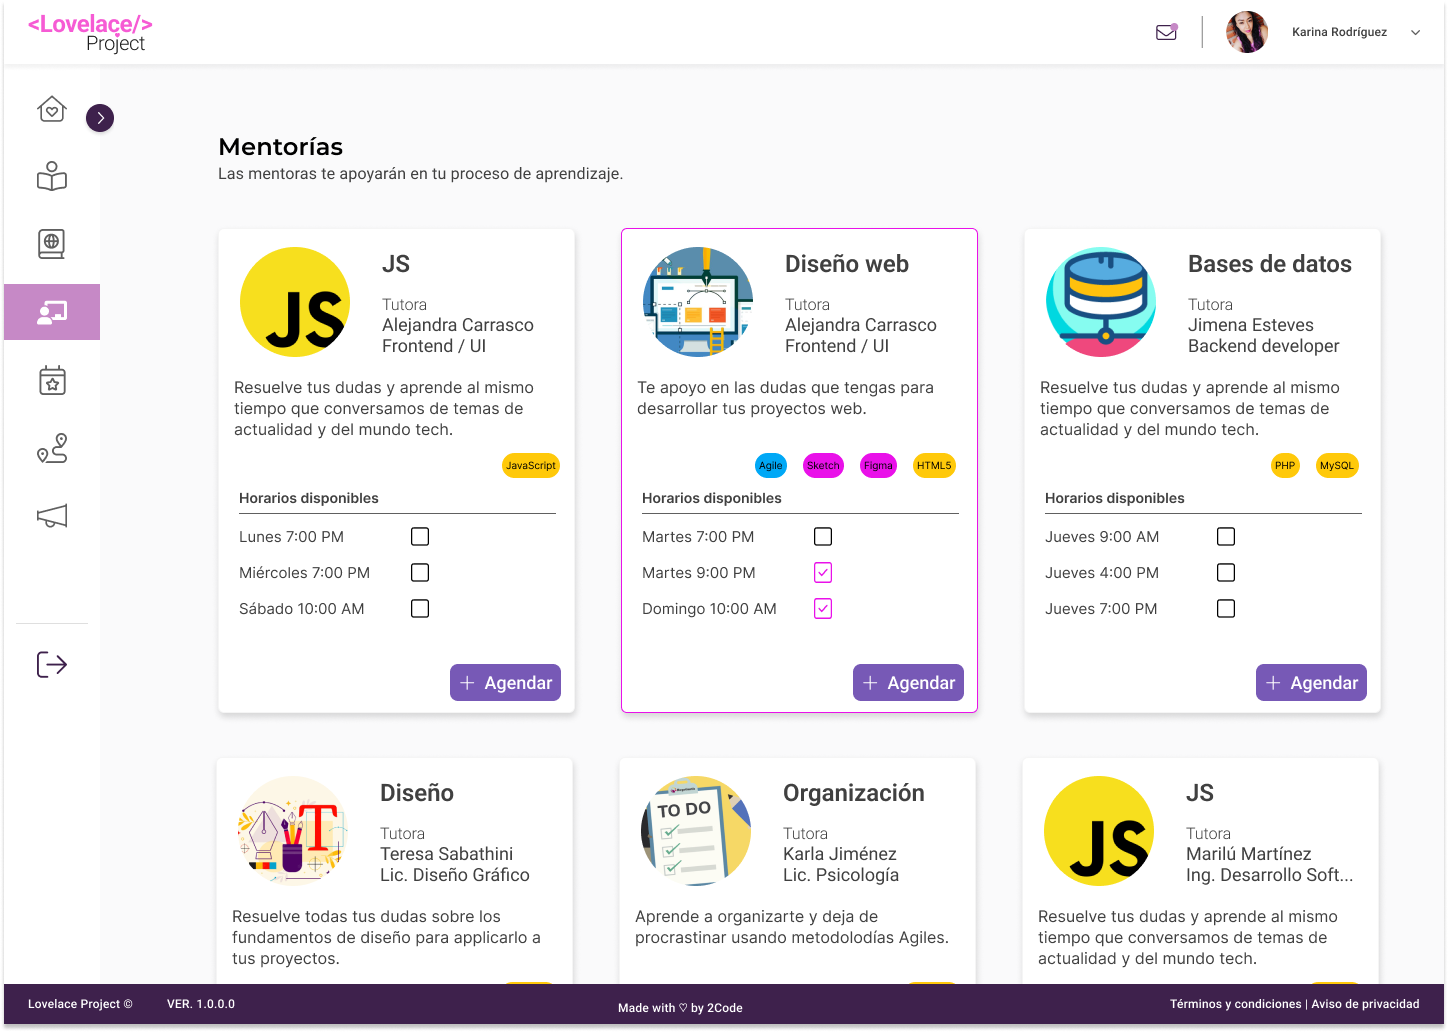 <Lovelace/>
Project
Karina Rodríguez
Mentorías
Las mentoras te apoyarán en tu proceso de aprendizaje.
JS
JS
Tutora
Alejandra Carrasco
Frontend / UI
Resuelve tus dudas y aprende al mismo
tiempo que conversamos de temas de
actualidad y del mundo tech.
JavaScript
Horarios disponibles
Lunes 7:00 PM
Miércoles 7:00 PM
Sábado 10:00 AM
+ Agendar
Diseño web
Tutora
Alejandra Carrasco
Frontend / UI
Te apoyo en las dudas que tengas para
desarrollar tus proyectos web.
Agile Sketch Figma HTML5
Horarios disponibles
Martes 7:00 PM
Martes 9:00 PM
Domingo 10:00 AM
+ Agendar
Bases de datos
Tutora
Jimena Esteves
Backend developer
Resuelve tus dudas y aprende al mismo
tiempo que conversamos de temas de
actualidad y del mundo tech.
PHP MySQL
Horarios disponibles
Jueves 9:00 AM
Jueves 4:00 PM
Jueves 7:00 PM
+ Agendar
T
Diseño
Tutora
Teresa Sabathini
Lic. Diseño Gráfico
Resuelve todas tus dudas sobre los
fundamentos de diseño para applicarlo a
tus proyectos.
TO DO
Organización
Tutora
Karla Jiménez
Lic. Psicología
Aprende a organizarte y deja de
procrastinar usando metodolodías Agiles.
JS
JS
Tutora
Marilú Martínez
Ing. Desarrollo Soft...
Resuelve tus dudas y aprende al mismo
tiempo que conversamos de temas de
actualidad y del mundo tech.
Lovelace Project © VER. 1.0.0.0
Made with ♡ by 2Code
Términos y condiciones | Aviso de privacidad